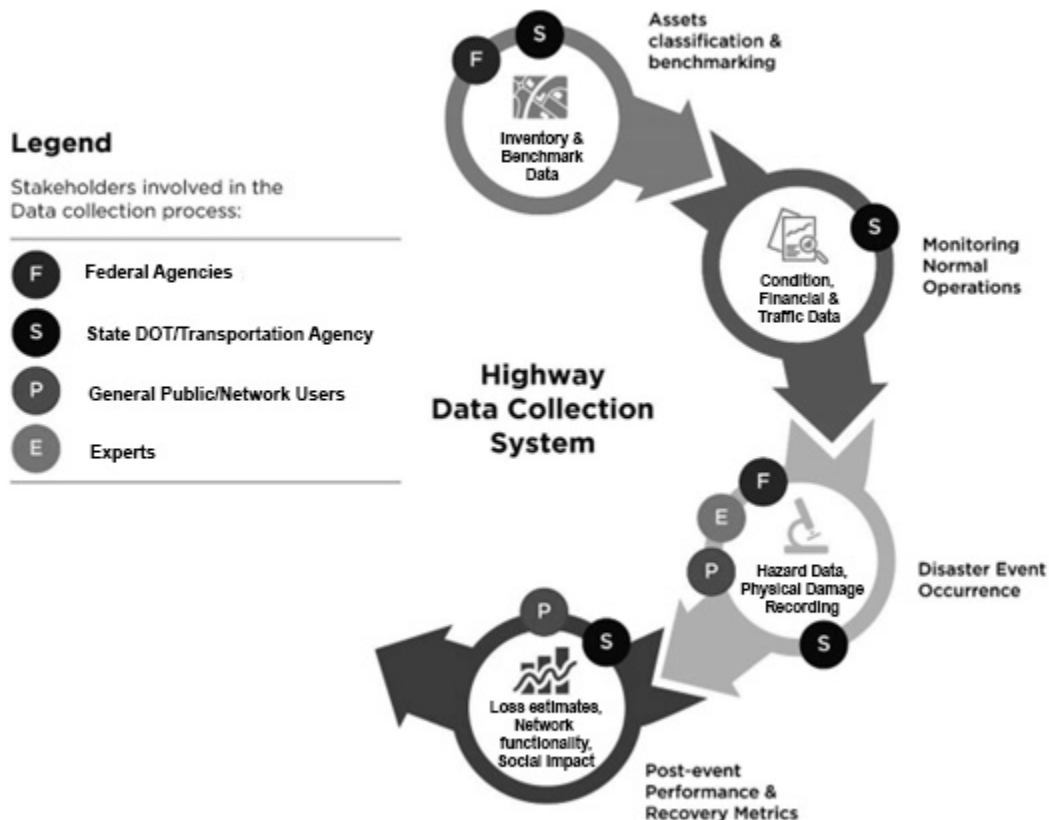 Legend
Stakeholders involved in the
Data collection process:
F
Federal Agencies
S
State DOT/Transportation Agency
P
General Public/Network Users
E
Experts
Highway
Data Collection
System
F
S
Inventory &
Benchmark
Data
Assets
classification &
benchmarking
S
Condition,
Financial &
Traffic Data
Monitoring
Normal
Operations
F
E
P
S
Hazard Data,
Physical Damage
Recording
Disaster Event
Occurrence
P
S
Loss estimates,
Network
functionality,
Social Impact
Post-event
Performance &
Recovery Metrics